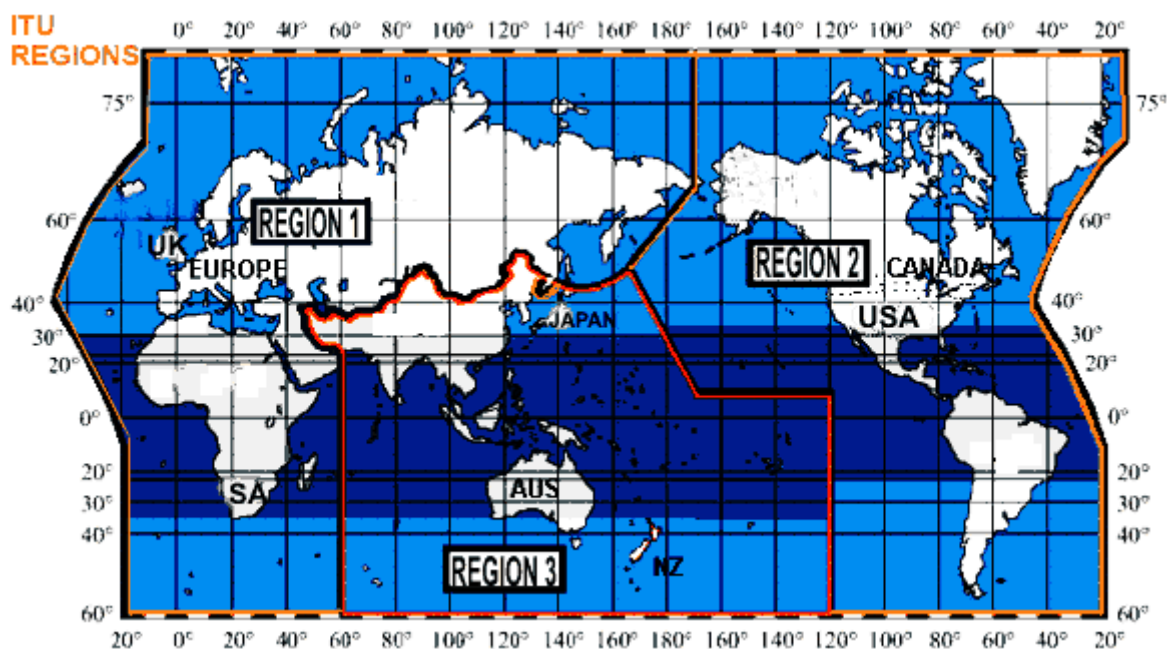 ITU
REGIONS
0° 20° 40° 60° 80° 100° 120° 140° 160° 180° 160° 140° 120° 100° 80° 60° 40° 20°
75° 75°
REGION 1
60° 60°
UK
REGION 2
EUROPE CANADA
40° 40°
JAPAN USA
30° 30°
20° 20°
0° 0°
20° 20°
SA AUS
30° 30°
40° 40°
REGION 3 NZ
60° 60°
20° 0° 20° 40° 60° 80° 100° 120° 140° 160° 180° 160° 140° 120° 100° 80° 60° 40° 20°